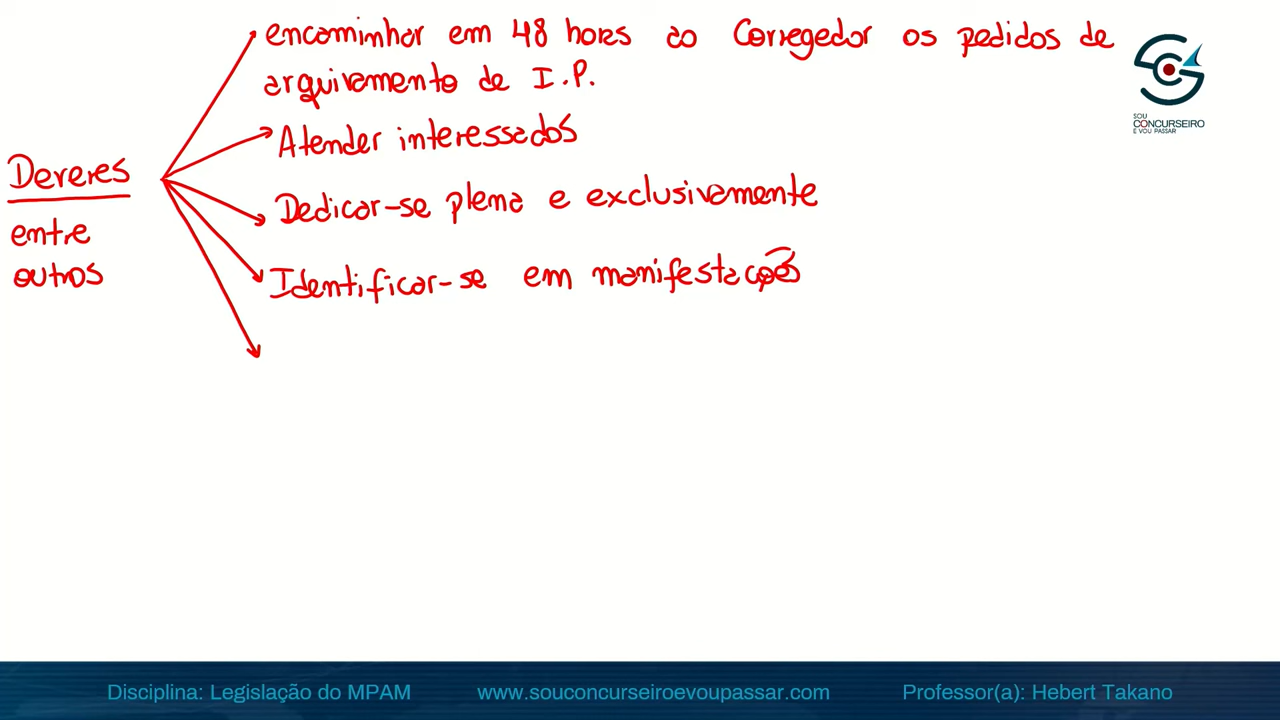 encaminhar em 48 horas ao Corregedor os pedidos de
arquivamento de I.P.
SOU
CONCURSEIRO
E VOU PASSAR
Atender interessados
Deveres
Dedicar-se plena e exclusivamente
entre
outros
Identificar-se em manifestações
Disciplina: Legislação do MPAM www.souconcurseiroevoupassar.com Professor(a): Hebert Takano